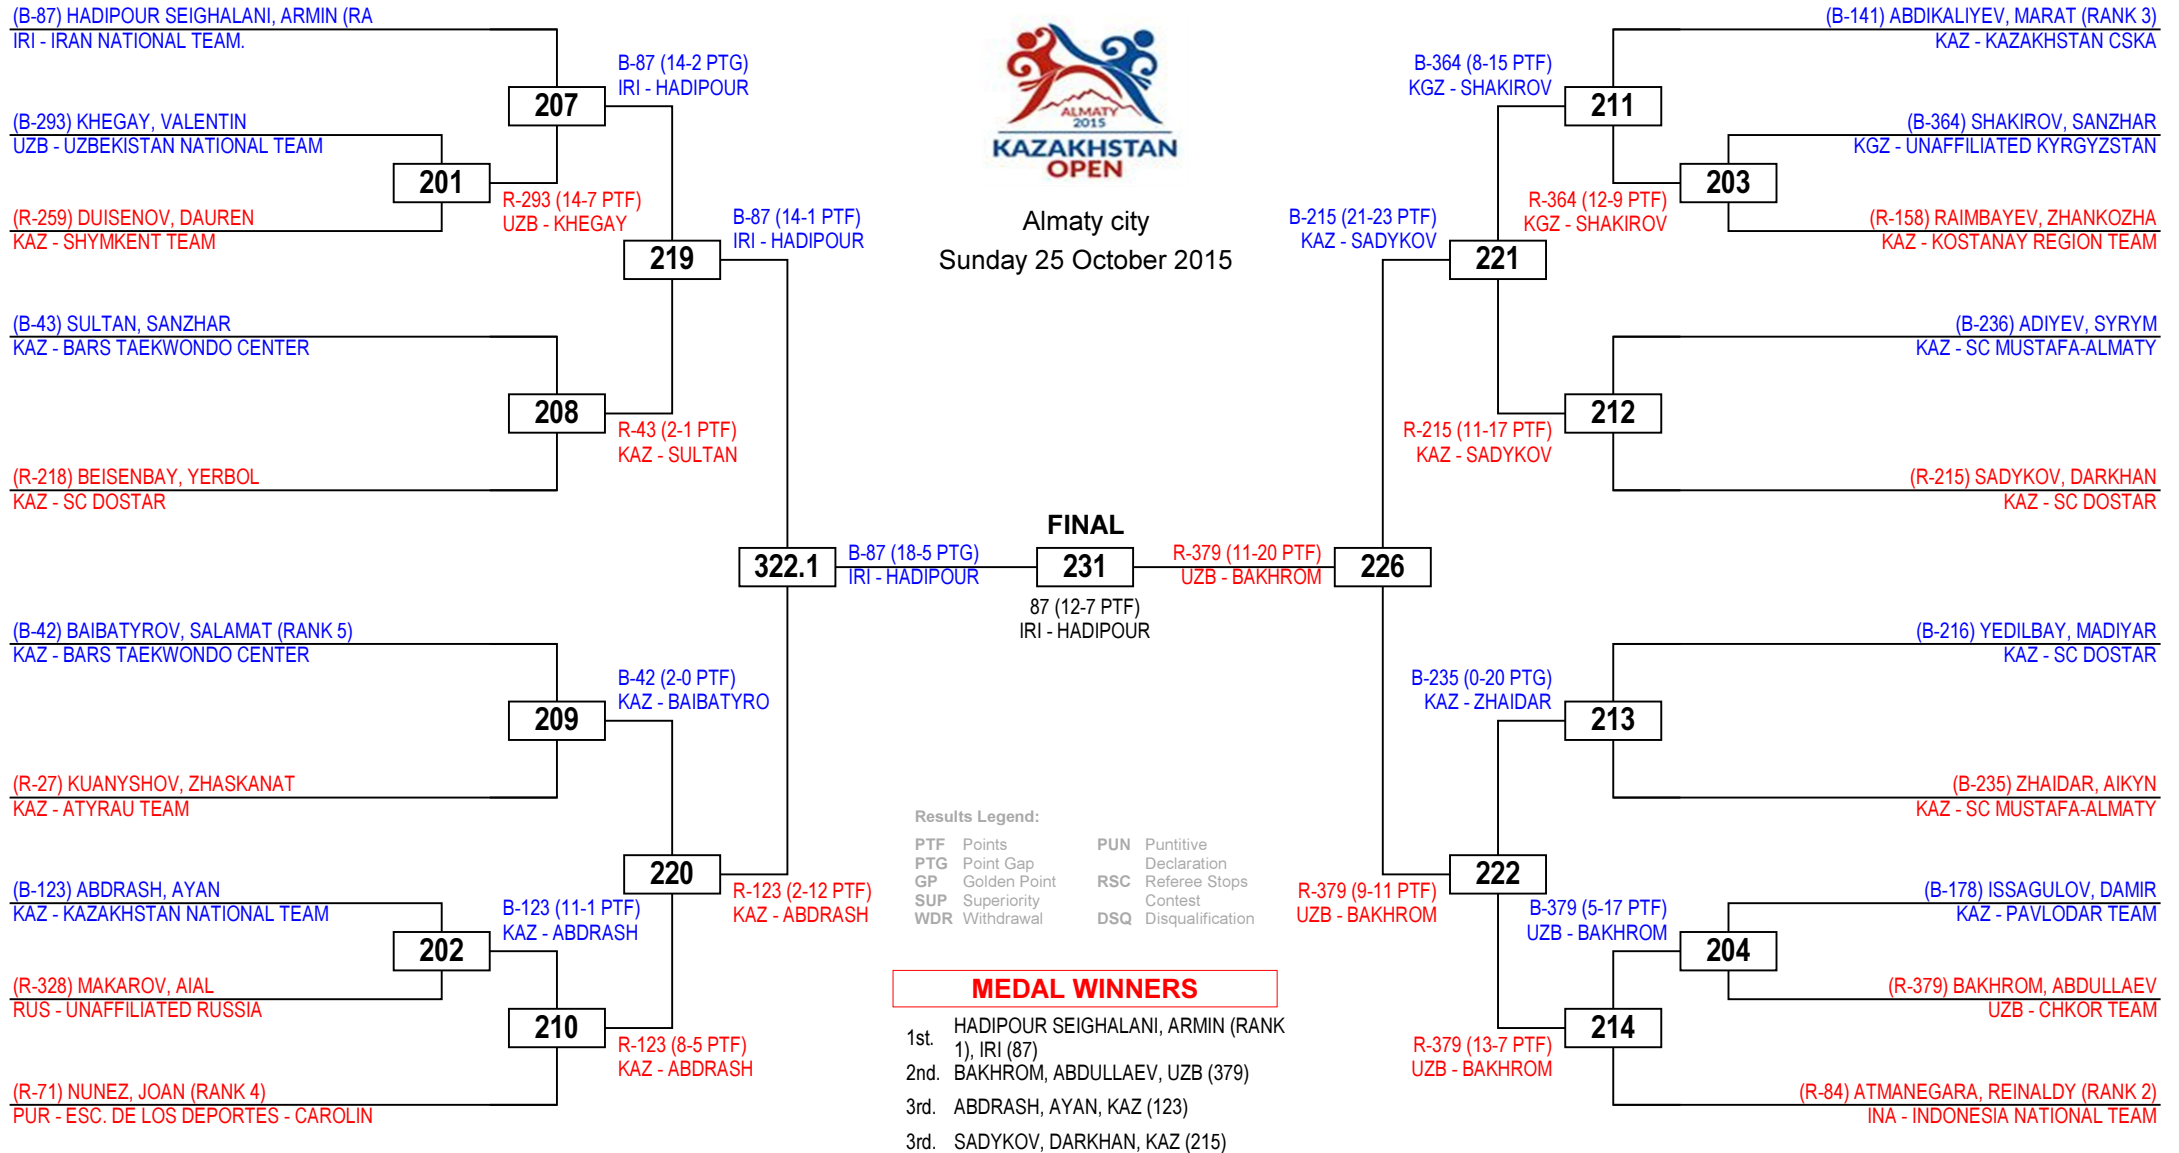 (B-87) HADIPOUR SEIGHALANI, ARMIN (RA
IRI - IRAN NATIONAL TEAM.
B-87 (14-2 PTG)
IRI - HADIPOUR
207
(B-293) KHEGAY, VALENTIN
UZB - UZBEKISTAN NATIONAL TEAM
201
R-293 (14-7 PTF)
UZB - KHEGAY
(R-259) DUISENOV, DAUREN
KAZ - SHYMKENT TEAM
B-87 (14-1 PTF)
IRI - HADIPOUR
219
(B-43) SULTAN, SANZHAR
KAZ - BARS TAEKWONDO CENTER
208
R-43 (2-1 PTF)
KAZ - SULTAN
(R-218) BEISENBAY, YERBOL
KAZ - SC DOSTAR
322.1
B-87 (18-5 PTG)
IRI - HADIPOUR
(B-42) BAIBATYROV, SALAMAT (RANK 5)
KAZ - BARS TAEKWONDO CENTER
B-42 (2-0 PTF)
KAZ - BAIBATYRO
209
(R-27) KUANYSHOV, ZHASKANAT
KAZ - ATYRAU TEAM
220
R-123 (2-12 PTF)
KAZ - ABDRASH
(B-123) ABDRASH, AYAN
KAZ - KAZAKHSTAN NATIONAL TEAM
B-123 (11-1 PTF)
KAZ - ABDRASH
202
(R-328) MAKAROV, AIAL
RUS - UNAFFILIATED RUSSIA
210
R-123 (8-5 PTF)
KAZ - ABDRASH
(R-71) NUNEZ, JOAN (RANK 4)
PUR - ESC. DE LOS DEPORTES - CAROLIN
ALMATY
2015
KAZAKHSTAN
OPEN
Almaty city
Sunday 25 October 2015
FINAL
231
87 (12-7 PTF)
IRI - HADIPOUR
Results Legend:
PTF Points
PTG Point Gap
GP Golden Point
SUP Superiority
WDR Withdrawal
PUN Puntitive
Declaration
RSC Referee Stops
Contest
DSQ Disqualification
MEDAL WINNERS
1st. HADIPOUR SEIGHALANI, ARMIN (RANK
1), IRI (87)
2nd. BAKHROM, ABDULLAEV, UZB (379)
3rd. ABDRASH, AYAN, KAZ (123)
3rd. SADYKOV, DARKHAN, KAZ (215)
(B-141) ABDIKALIYEV, MARAT (RANK 3)
KAZ - KAZAKHSTAN CSKA
B-364 (8-15 PTF)
KGZ - SHAKIROV
211
(B-364) SHAKIROV, SANZHAR
KGZ - UNAFFILIATED KYRGYZSTAN
203
R-364 (12-9 PTF)
KGZ - SHAKIROV
(R-158) RAIMBAYEV, ZHANKOZHA
KAZ - KOSTANAY REGION TEAM
B-215 (21-23 PTF)
KAZ - SADYKOV
221
(B-236) ADIYEV, SYRYM
KAZ - SC MUSTAFA-ALMATY
212
R-215 (11-17 PTF)
KAZ - SADYKOV
(R-215) SADYKOV, DARKHAN
KAZ - SC DOSTAR
R-379 (11-20 PTF)
UZB - BAKHROM
226
(B-216) YEDILBAY, MADIYAR
KAZ - SC DOSTAR
B-235 (0-20 PTG)
KAZ - ZHAIDAR
213
(B-235) ZHAIDAR, AIKYN
KAZ - SC MUSTAFA-ALMATY
222
R-379 (9-11 PTF)
UZB - BAKHROM
(B-178) ISSAGULOV, DAMIR
KAZ - PAVLODAR TEAM
B-379 (5-17 PTF)
UZB - BAKHROM
204
(R-379) BAKHROM, ABDULLAEV
UZB - CHKOR TEAM
214
R-379 (13-7 PTF)
UZB - BAKHROM
(R-84) ATMANEGARA, REINALDY (RANK 2)
INA - INDONESIA NATIONAL TEAM